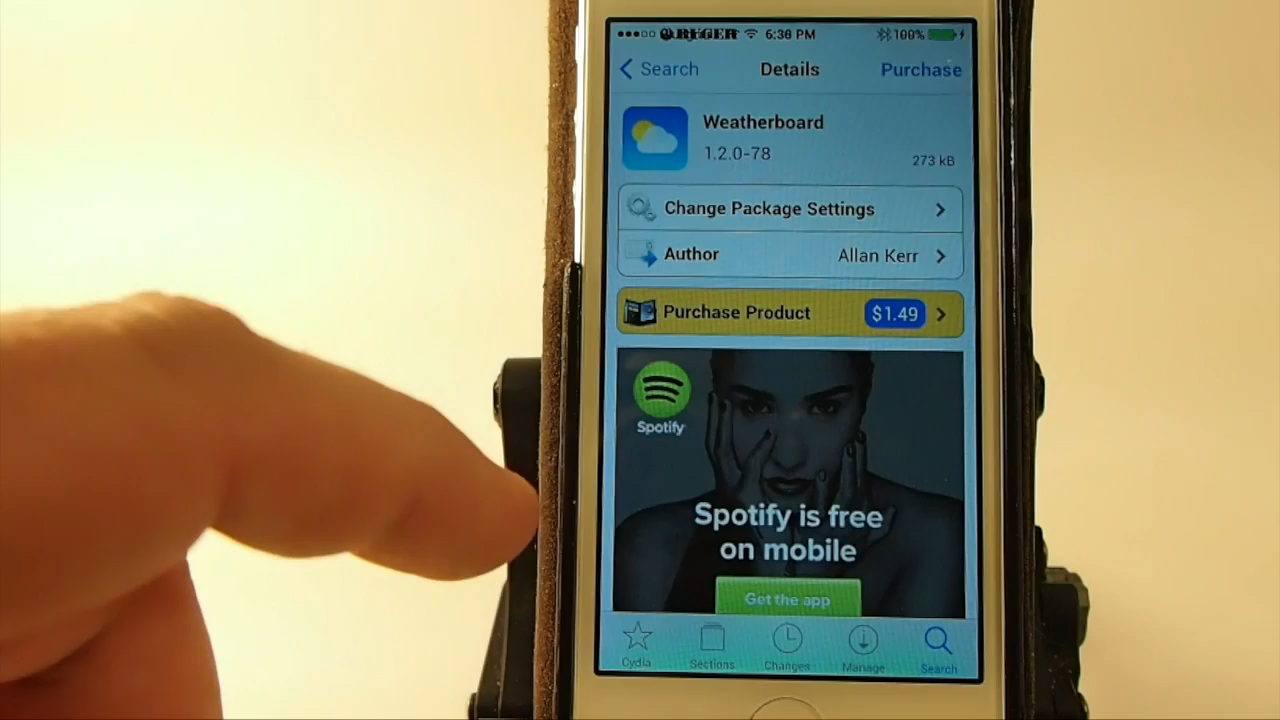 6:38 PM 100%
Search Details Purchase
Weatherboard
1.2.0-78
273 kB
Change Package Settings
Author Allan Kerr
Purchase Product $1.49
Spotify
Spotify is free
on mobile
Get the app
Cydia Sections Changes Manage Search